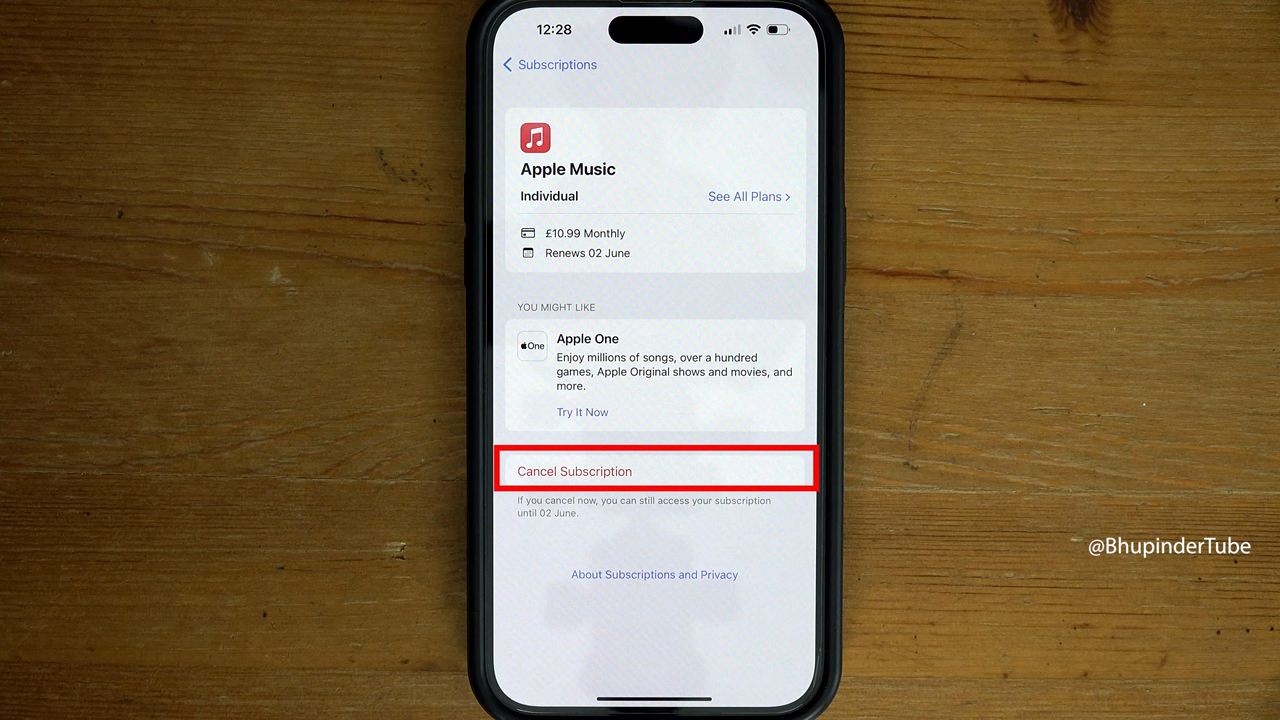 12:28
Subscriptions
Apple Music
Individual
See All Plans >
£10.99 Monthly
Renews 02 June
YOU MIGHT LIKE
One
Apple One
Enjoy millions of songs, over a hundred
games, Apple Original shows and movies, and
more.
Try It Now
Cancel Subscription
If you cancel now, you can still access your subscription
until 02 June.
@BhupinderTube
About Subscriptions and Privacy